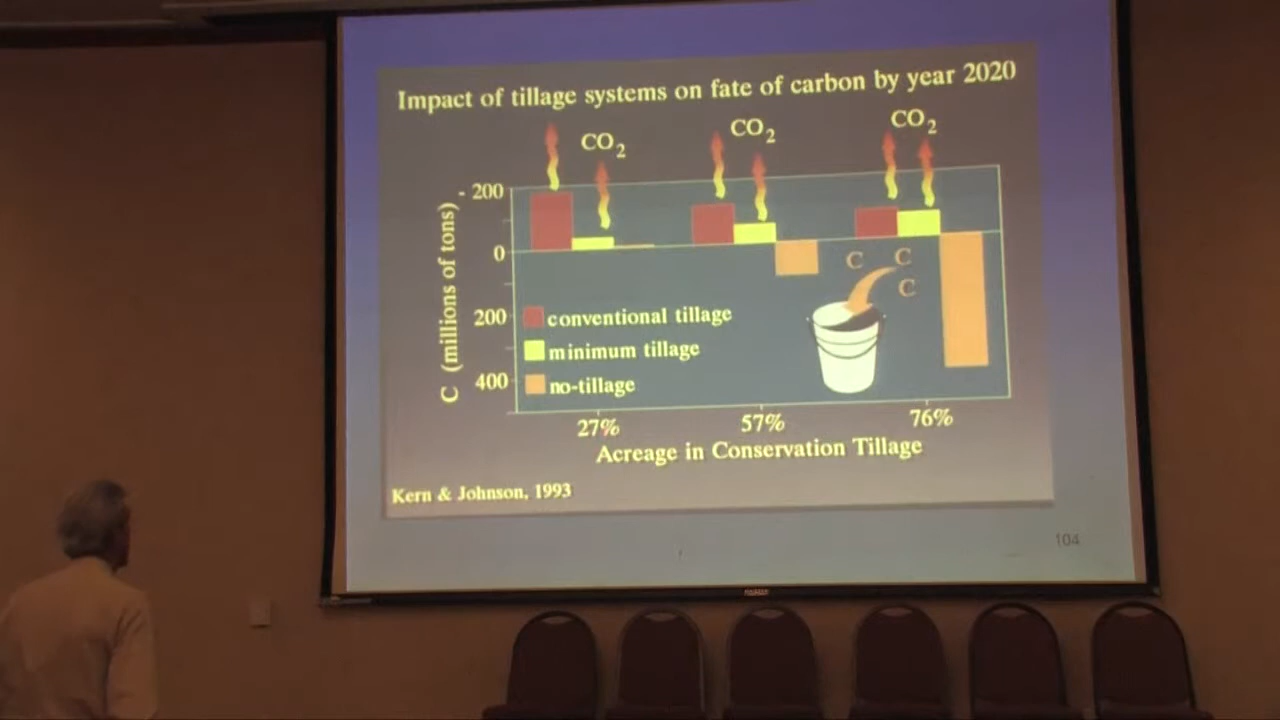 Impact of tillage systems on fate of carbon by year 2020
CO2
CO2
CO2
- 200
0
200
400
C (millions of tons)
C
C
C
conventional tillage
minimum tillage
no-tillage
27%
57%
76%
Acreage in Conservation Tillage
Kern & Johnson, 1993
104